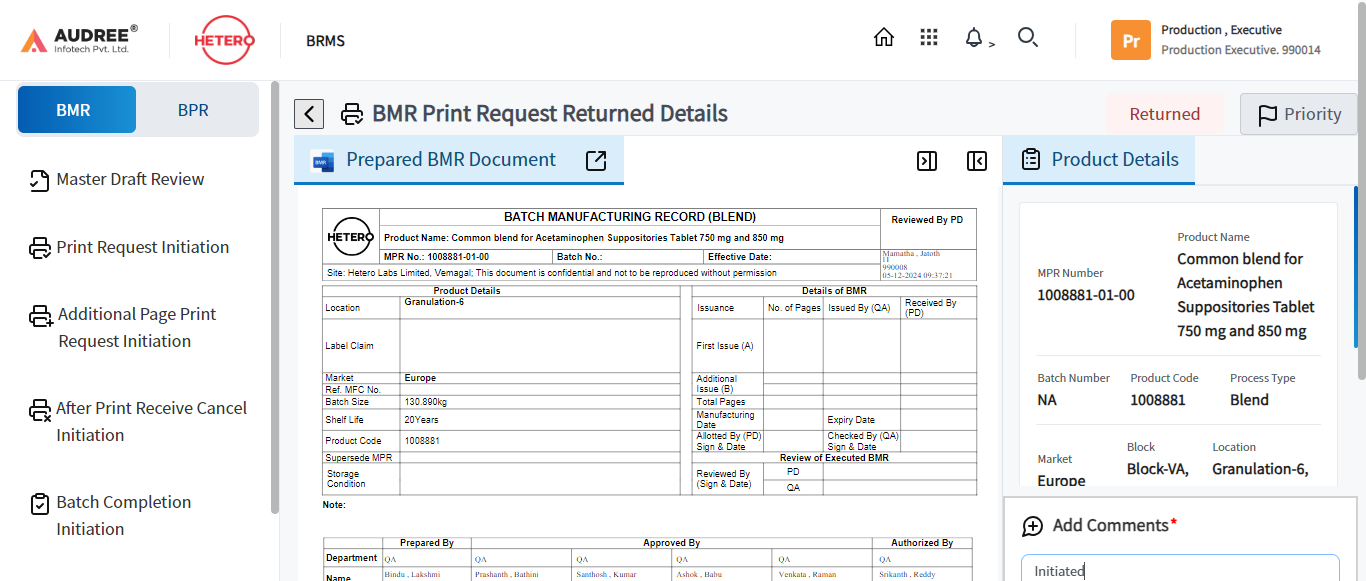 AUDREE®
Infotech Pvt. Ltd.
HETERO
BRMS
>
Pr
Production , Executive
Production Executive. 990014
BMR
BPR
Master Draft Review
Print Request Initiation
Additional Page Print
Request Initiation
After Print Receive Cancel
Initiation
Batch Completion
Initiation
BMR Print Request Returned Details
Returned
Priority
BMR
Prepared BMR Document
Product Details
HETERO
BATCH MANUFACTURING RECORD (BLEND)
Reviewed By PD
Product Name: Common blend for Acetaminophen Suppositories Tablet 750 mg and 850 mg
MPR No.: 1008881-01-00
Batch No.:
Effective Date:
Mamatha , Jatoth
11
990008
05-12-2024 09:37:21
Site: Hetero Labs Limited, Vemagal; This document is confidential and not to be reproduced without permission
Product Details
Location
Granulation-6
Label Claim
Market
Europe
Ref. MFC No.
Batch Size
130.890kg
Shelf Life
20Years
Product Code
1008881
Supersede MPR
Storage
Condition
Details of BMR
Issuance
No. of Pages
Issued By (QA)
Received By
(PD)
First Issue (A)
Additional
Issue (B)
Total Pages
Manufacturing
Date
Expiry Date
Allotted By (PD)
Sign & Date
Checked By (QA)
Sign & Date
Review of Executed BMR
Reviewed By
(Sign & Date)
PD
QA
Note:
Prepared By
Approved By
Authorized By
Department
QA
QA
QA
QA
QA
QA
Name
Bindu , Lakshmi
Prashanth , Bathini
Santhosh , Kumar
Ashok , Babu
Venkata , Raman
Srikanth , Reddy
MPR Number
1008881-01-00
Product Name
Common blend for
Acetaminophen
Suppositories Tablet
750 mg and 850 mg
Batch Number
NA
Product Code
1008881
Process Type
Blend
Market
Europe
Block
Block-VA,
Location
Granulation-6,
Add Comments*
Initiated